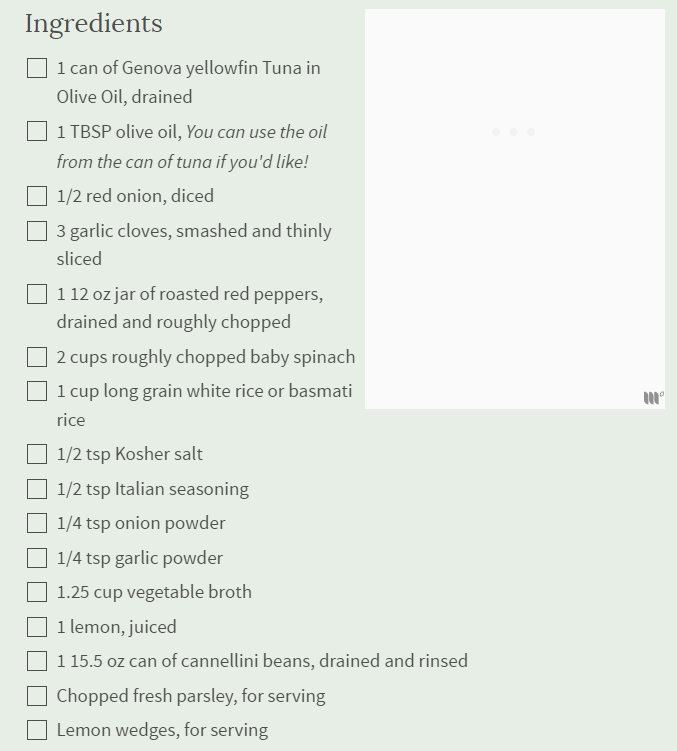 Ingredients
1 can of Genova yellowfin Tuna in
Olive Oil, drained
1 TBSP olive oil, You can use the oil
from the can of tuna if you'd like!
1/2 red onion, diced
3 garlic cloves, smashed and thinly
sliced
1 12 oz jar of roasted red peppers,
drained and roughly chopped
2 cups roughly chopped baby spinach
1 cup long grain white rice or basmati
rice
1/2 tsp Kosher salt
1/2 tsp Italian seasoning
1/4 tsp onion powder
1/4 tsp garlic powder
1.25 cup vegetable broth
1 lemon, juiced
1 15.5 oz can of cannellini beans, drained and rinsed
Chopped fresh parsley, for serving
Lemon wedges, for serving